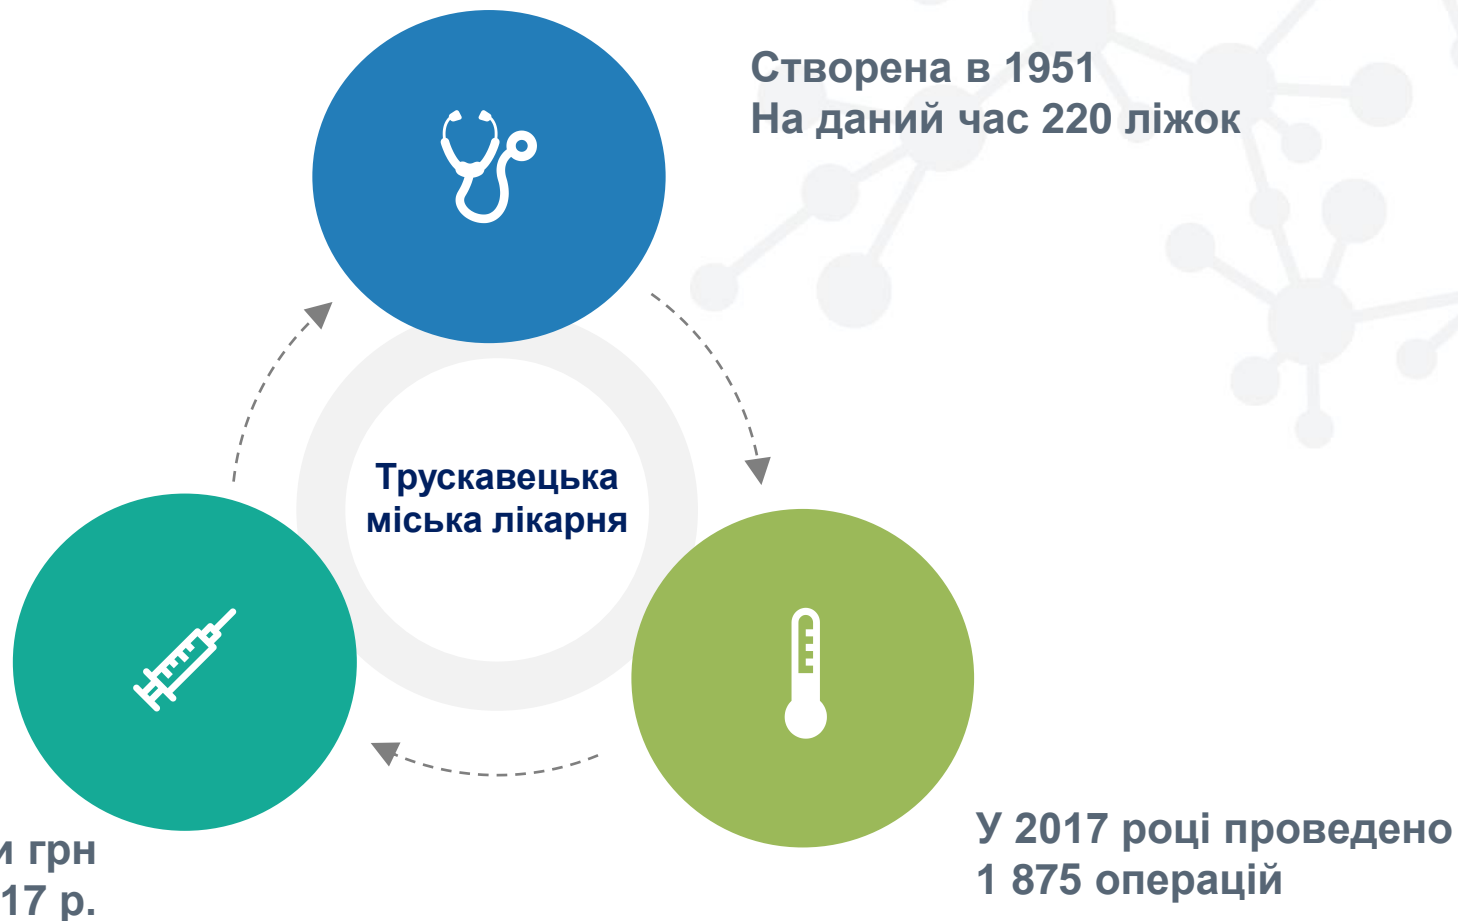 Створена в 1951
На даний час 220 ліжок
Трускавецька
міська лікарня
У 2017 році проведено
1 875 операцій
грн
17 р.